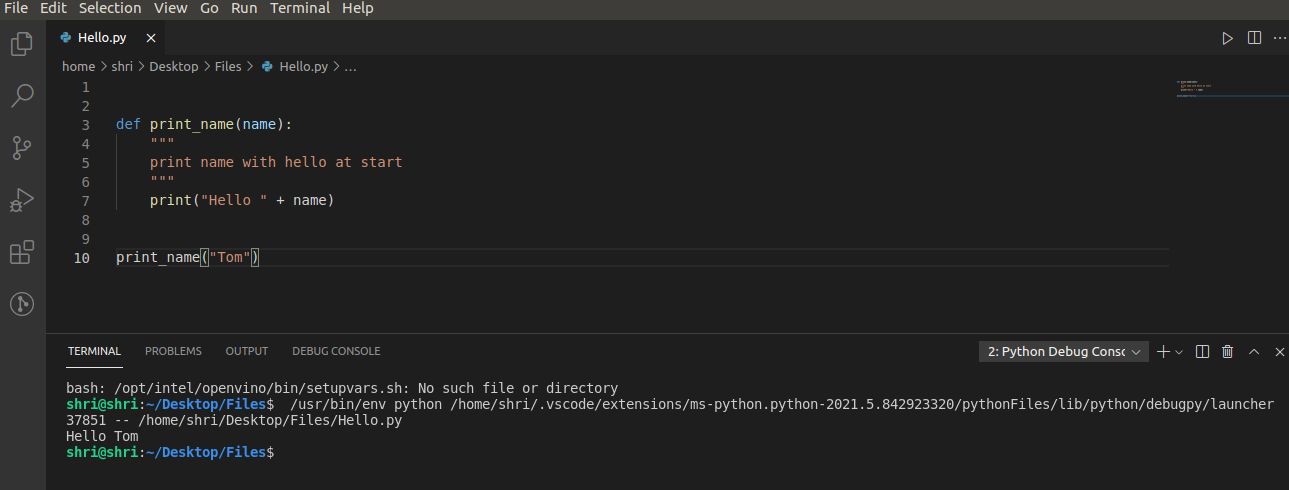 File Edit Selection View Go Run Terminal Help
Hello.py
home > shri > Desktop > Files > Hello.py > ...
1
2
3 def print_name(name):
4     """
5     print name with hello at start
6     """
7     print("Hello " + name)
8
9
10 print_name("Tom")
TERMINAL PROBLEMS OUTPUT DEBUG CONSOLE 2: Python Debug Consc
bash: /opt/intel/openvino/bin/setupvars.sh: No such file or directory
shri@shri:~/Desktop/Files$  /usr/bin/env python /home/shri/.vscode/extensions/ms-python.python-2021.5.842923320/pythonFiles/lib/python/debugpy/launcher
37851 -- /home/shri/Desktop/Files/Hello.py
Hello Tom
shri@shri:~/Desktop/Files$